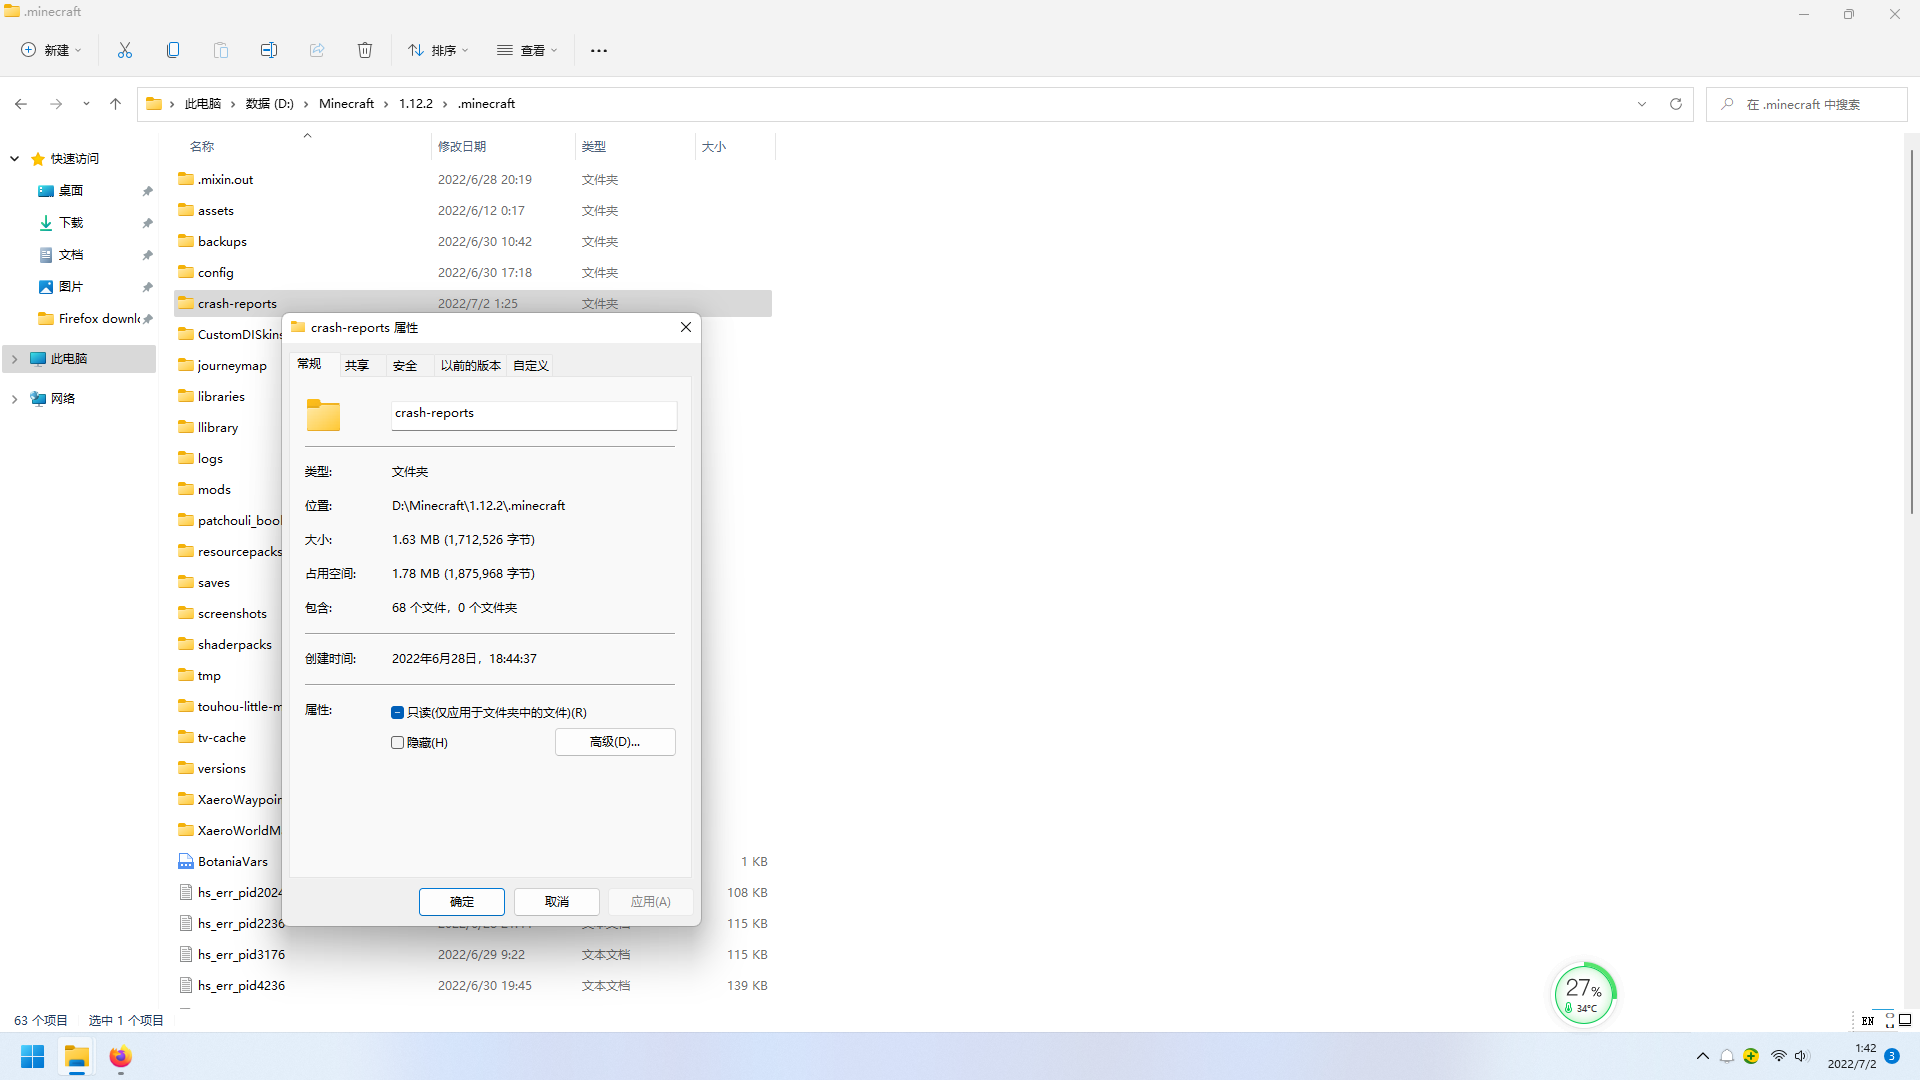 .minecraft
新建
排序
查看
此电脑
数据 (D:)
Minecraft
1.12.2
.minecraft
在 .minecraft 中搜索
快速访问
桌面
下载
文档
图片
Firefox downlo
此电脑
网络
名称 修改日期 类型 大小
.mixin.out 2022/6/28 20:19 文件夹
assets 2022/6/12 0:17 文件夹
backups 2022/6/30 10:42 文件夹
config 2022/6/30 17:18 文件夹
crash-reports 2022/7/2 1:25 文件夹
CustomDISkins
journeymap
libraries
llibrary
logs
mods
patchouli_bool
resourcepacks
saves
screenshots
shaderpacks
tmp
touhou-little-m
tv-cache
versions
XaeroWaypoin
XaeroWorldM
BotaniaVars 1 KB
hs_err_pid2024 108 KB
hs_err_pid2236 115 KB
hs_err_pid3176 2022/6/29 9:22 文本文档 115 KB
hs_err_pid4236 2022/6/30 19:45 文本文档 139 KB
crash-reports 属性
常规 共享 安全 以前的版本 自定义
crash-reports
类型: 文件夹
位置: D:\Minecraft\1.12.2\.minecraft
大小: 1.63 MB (1,712,526 字节)
占用空间: 1.78 MB (1,875,968 字节)
包含: 68 个文件，0 个文件夹
创建时间: 2022年6月28日，18:44:37
属性: 只读(仅应用于文件夹中的文件)(R)
隐藏(H)
高级(D)...
确定 取消 应用(A)
27%
34°C
63 个项目 选中 1 个项目
EN
1:42
2022/7/2
3